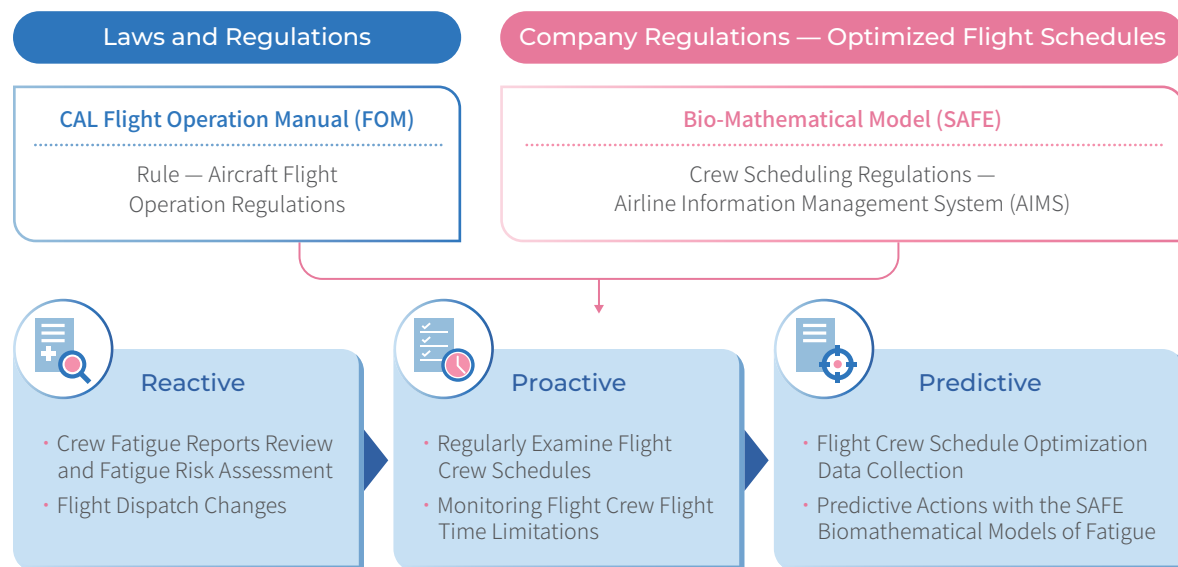 Laws and Regulations
Company Regulations — Optimized Flight Schedules
CAL Flight Operation Manual (FOM)
Rule — Aircraft Flight
Operation Regulations
Bio-Mathematical Model (SAFE)
Crew Scheduling Regulations —
Airline Information Management System (AIMS)
Reactive
• Crew Fatigue Reports Review
and Fatigue Risk Assessment
• Flight Dispatch Changes
Proactive
• Regularly Examine Flight
Crew Schedules
• Monitoring Flight Crew Flight
Time Limitations
Predictive
• Flight Crew Schedule Optimization
Data Collection
• Predictive Actions with the SAFE
Biomathematical Models of Fatigue